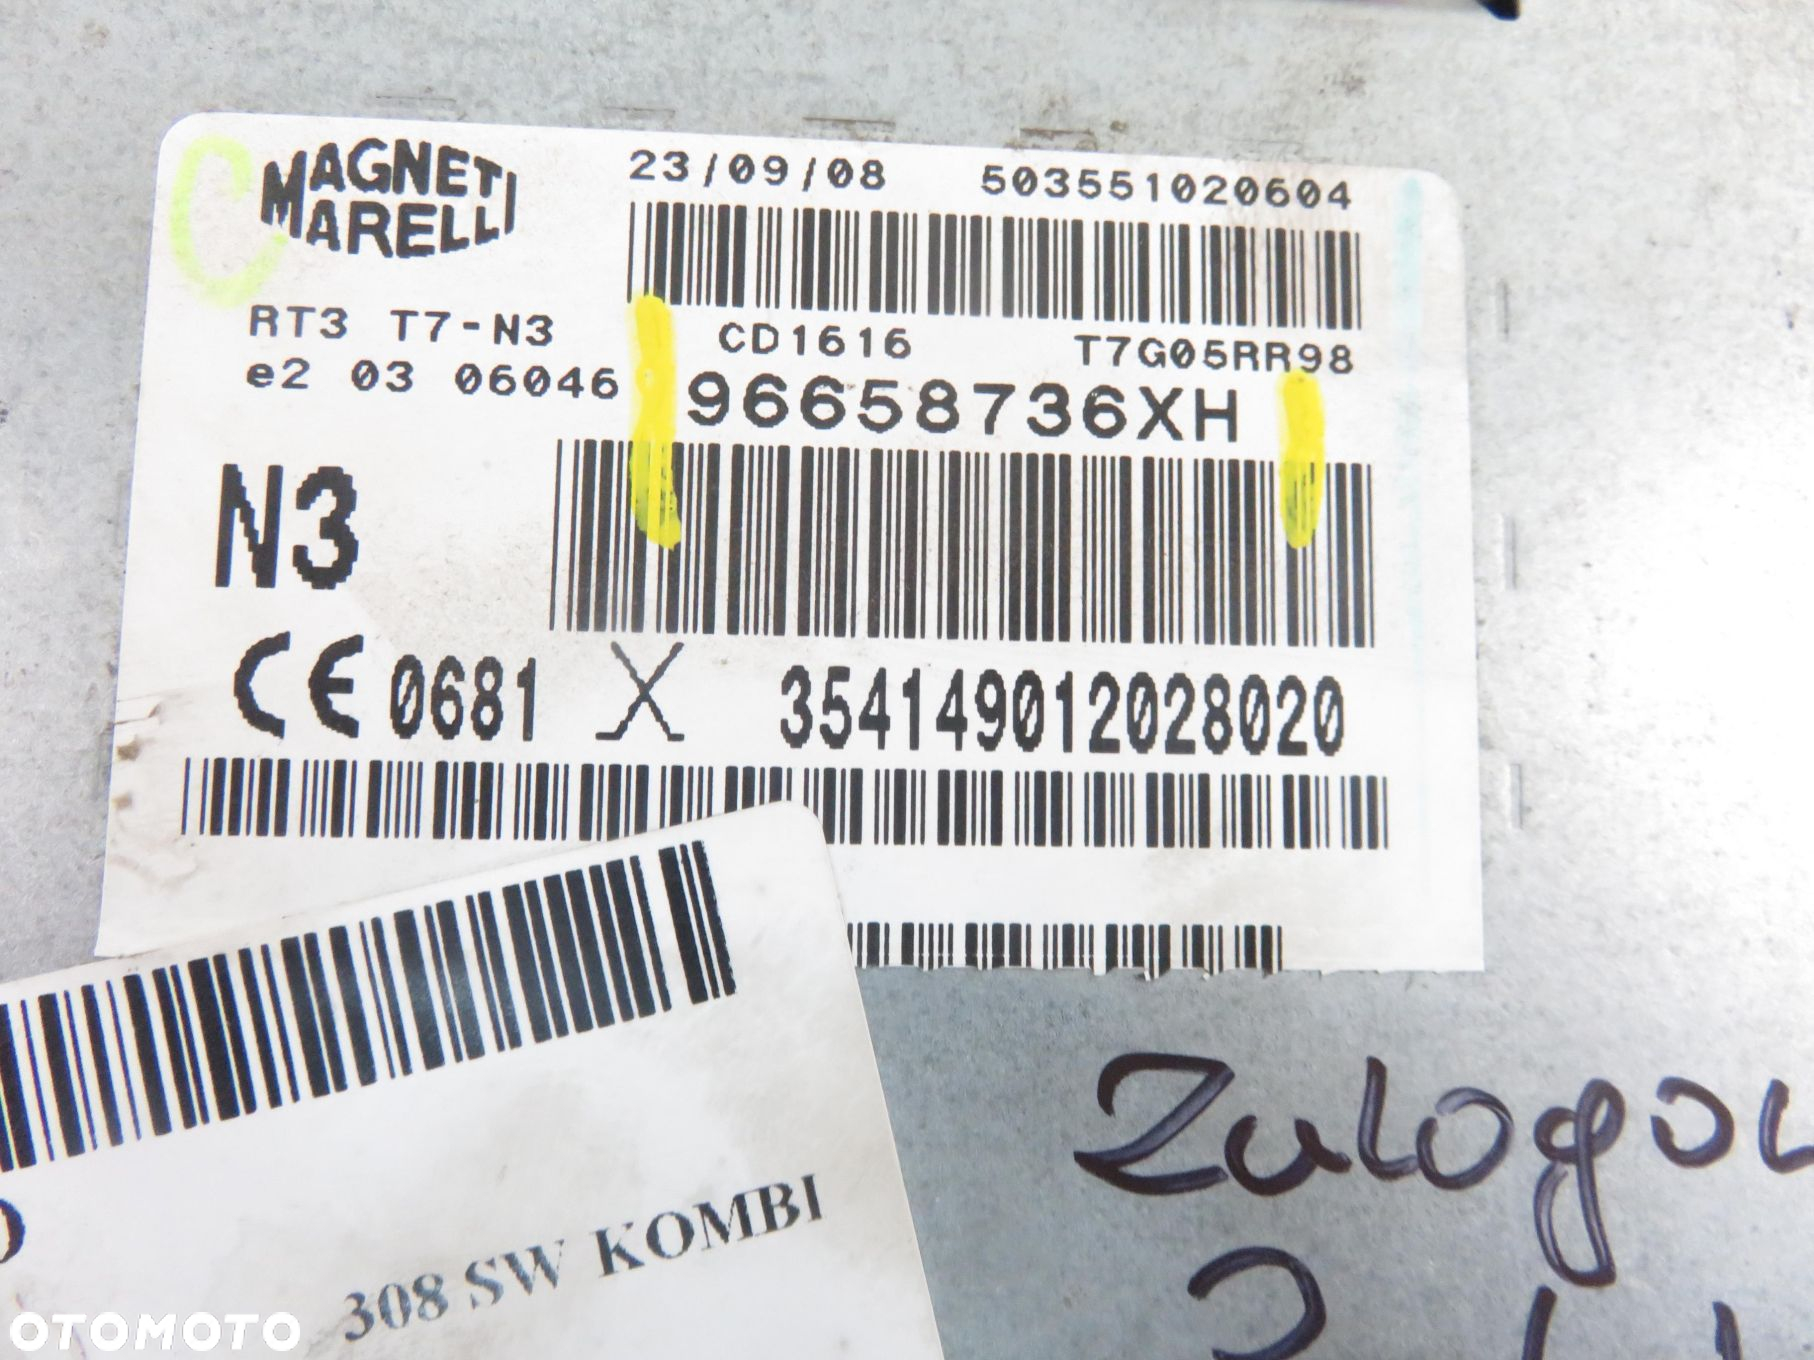 MAGNETI
MARELLI
23/09/08 503551020604
RT3 T7-N3
CD1616 T7G05RR98
e2 03 06046
96658736XH
N3
CE 0681 354149012028020
308 SW KOMBI
OTOMOTO